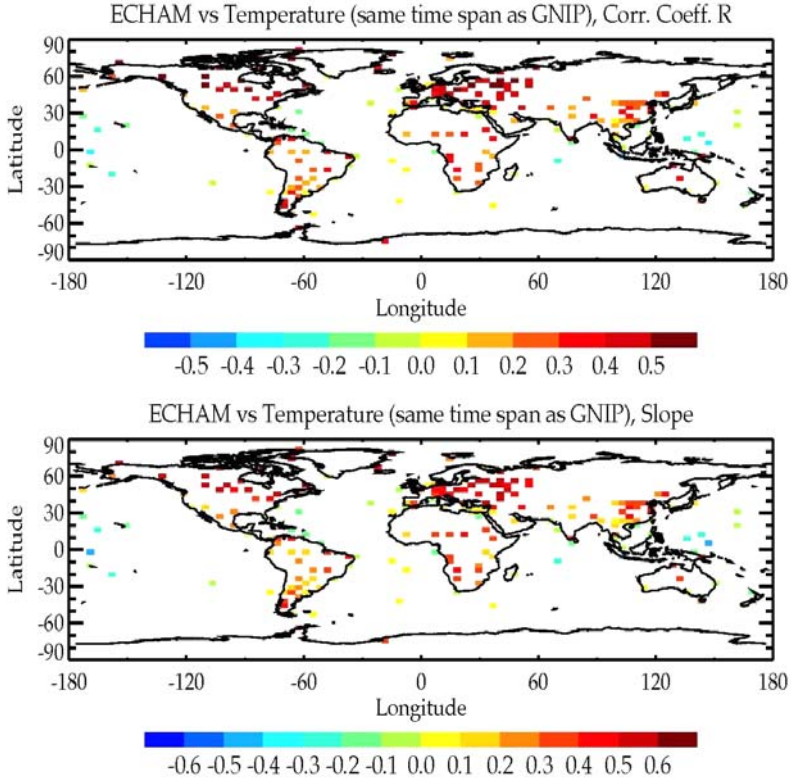 ECHAM vs Temperature (same time span as GNIP), Corr. Coeff. R
90
60
30
0
-30
-60
-90
Latitude
-180 -120 -60 0 60 120 180
Longitude
-0.5 -0.4 -0.3 -0.2 -0.1 0.0 0.1 0.2 0.3 0.4 0.5
ECHAM vs Temperature (same time span as GNIP), Slope
90
60
30
0
-30
-60
-90
Latitude
-180 -120 -60 0 60 120 180
Longitude
-0.6 -0.5 -0.4 -0.3 -0.2 -0.1 0.0 0.1 0.2 0.3 0.4 0.5 0.6